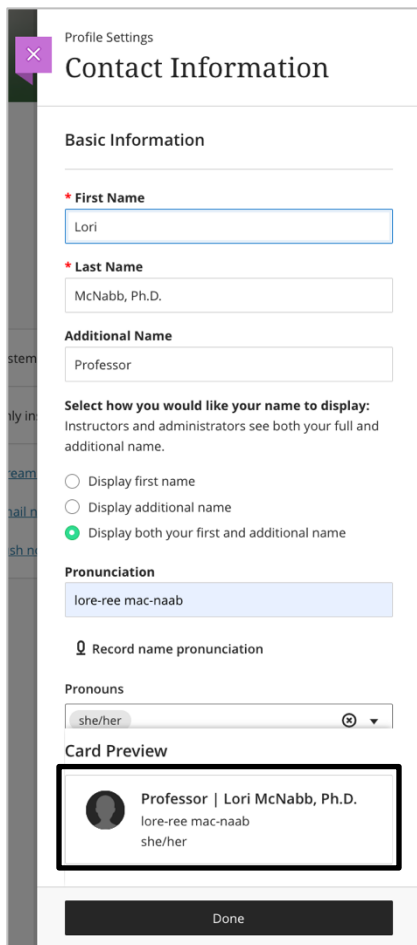 Profile Settings
Contact Information
Basic Information
* First Name
Lori
* Last Name
McNabb, Ph.D.
Additional Name
Professor
Select how you would like your name to display:
Instructors and administrators see both your full and
additional name.
Display first name
Display additional name
Display both your first and additional name
Pronunciation
lore-ree mac-naab
Record name pronunciation
Pronouns
she/her
Card Preview
Professor | Lori McNabb, Ph.D.
lore-ree mac-naab
she/her
Done